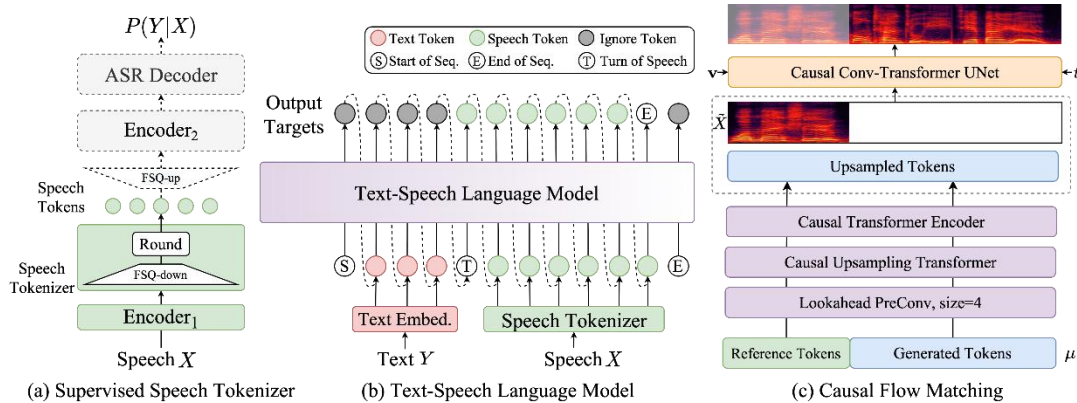 P(Y|X)
ASR Decoder
Encoder₂
FSQ-up
Speech
Tokens
Round
FSQ-down
Speech
Tokenizer
Encoder₁
Speech X
(a) Supervised Speech Tokenizer
Text Token
Speech Token
Ignore Token
S Start of Seq.
E End of Seq.
T Turn of Speech
Output
Targets
E
Text-Speech Language Model
S
T
E
Text Embed.
Speech Tokenizer
Text Y
Speech X
(b) Text-Speech Language Model
v
Causal Conv-Transformer UNet
t
X̃
Upsampled Tokens
Causal Transformer Encoder
Causal Upsampling Transformer
Lookahead PreConv, size=4
Reference Tokens
Generated Tokens
μ
(c) Causal Flow Matching